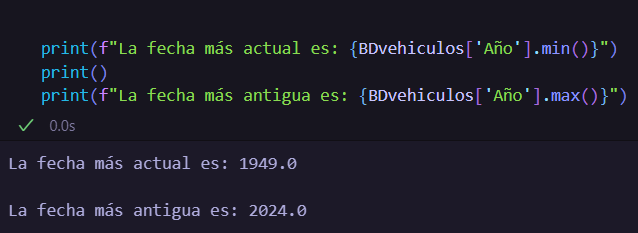 print(f"La fecha más actual es: {BDvehiculos['Año'].min()}")
print()
print(f"La fecha más antigua es: {BDvehiculos['Año'].max()}")
0.0s
La fecha más actual es: 1949.0
La fecha más antigua es: 2024.0